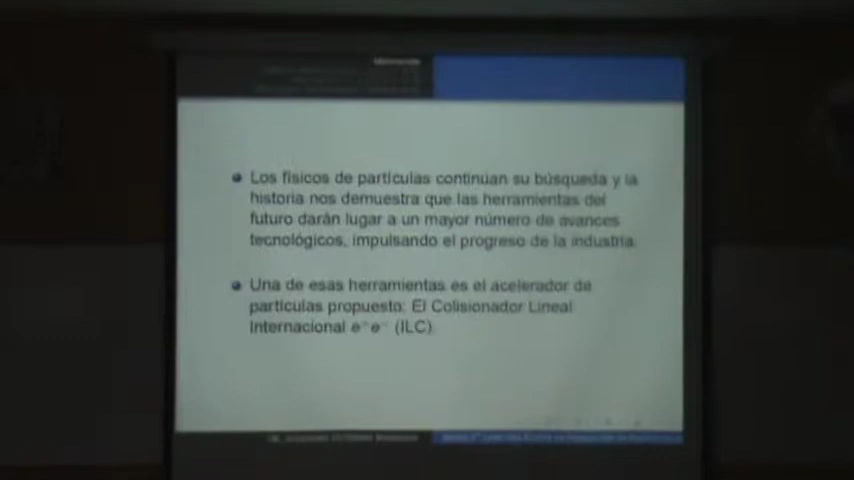 Los físicos de partículas continúan su búsqueda y la
historia nos demuestra que las herramientas del
futuro darán lugar a un mayor número de avances
tecnológicos, impulsando el progreso de la industria.
Una de esas herramientas es el acelerador de
partículas propuesto: El Colisionador Lineal
Internacional e⁺e⁻ (ILC).